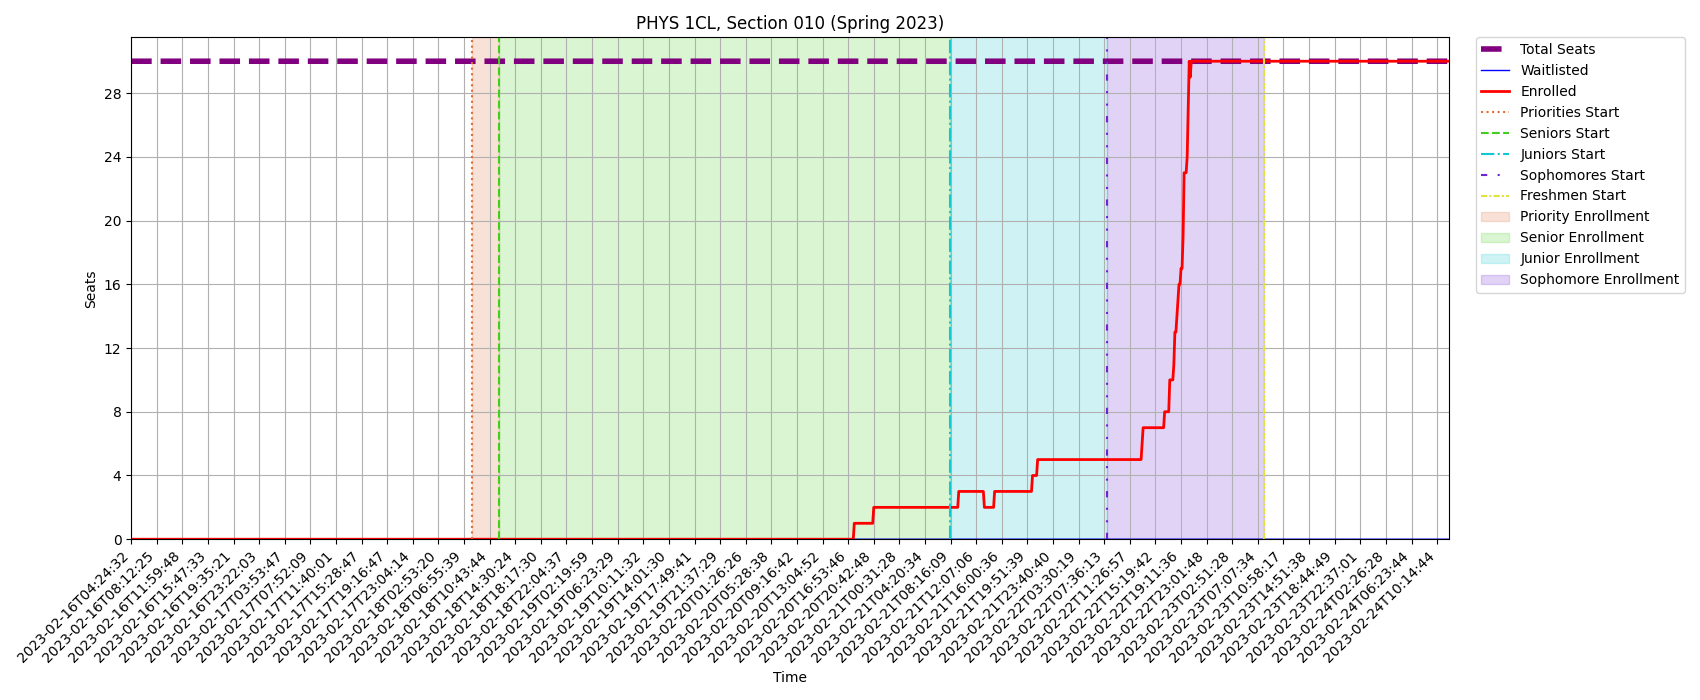 PHYS 1CL, Section 010 (Spring 2023)
Total Seats
Waitlisted
Enrolled
Priorities Start
Seniors Start
Juniors Start
Sophomores Start
Freshmen Start
Priority Enrollment
Senior Enrollment
Junior Enrollment
Sophomore Enrollment
Seats
28
24
20
16
12
8
4
0
2023-02-16T04:24:32
2023-02-16T08:12:25
2023-02-16T11:59:48
2023-02-16T15:47:33
2023-02-16T19:35:21
2023-02-16T23:22:03
2023-02-17T03:53:47
2023-02-17T07:52:09
2023-02-17T11:40:01
2023-02-17T15:28:47
2023-02-17T19:16:47
2023-02-17T23:04:14
2023-02-18T02:53:20
2023-02-18T06:55:39
2023-02-18T10:43:44
2023-02-18T14:30:24
2023-02-18T18:17:30
2023-02-18T22:04:37
2023-02-19T02:19:59
2023-02-19T06:23:29
2023-02-19T10:11:32
2023-02-19T14:01:30
2023-02-19T17:49:41
2023-02-19T21:37:29
2023-02-20T01:26:26
2023-02-20T05:28:38
2023-02-20T09:16:42
2023-02-20T13:04:52
2023-02-20T16:53:46
2023-02-20T20:42:48
2023-02-21T00:31:28
2023-02-21T04:20:34
2023-02-21T08:16:09
2023-02-21T12:07:06
2023-02-21T16:00:36
2023-02-21T19:51:39
2023-02-21T23:40:40
2023-02-22T03:30:19
2023-02-22T07:36:13
2023-02-22T11:26:57
2023-02-22T15:19:42
2023-02-22T19:11:36
2023-02-22T23:01:48
2023-02-23T02:51:28
2023-02-23T07:07:34
2023-02-23T10:58:17
2023-02-23T14:51:38
2023-02-23T18:44:49
2023-02-23T22:37:01
2023-02-24T02:26:28
2023-02-24T06:23:44
2023-02-24T10:14:44
Time